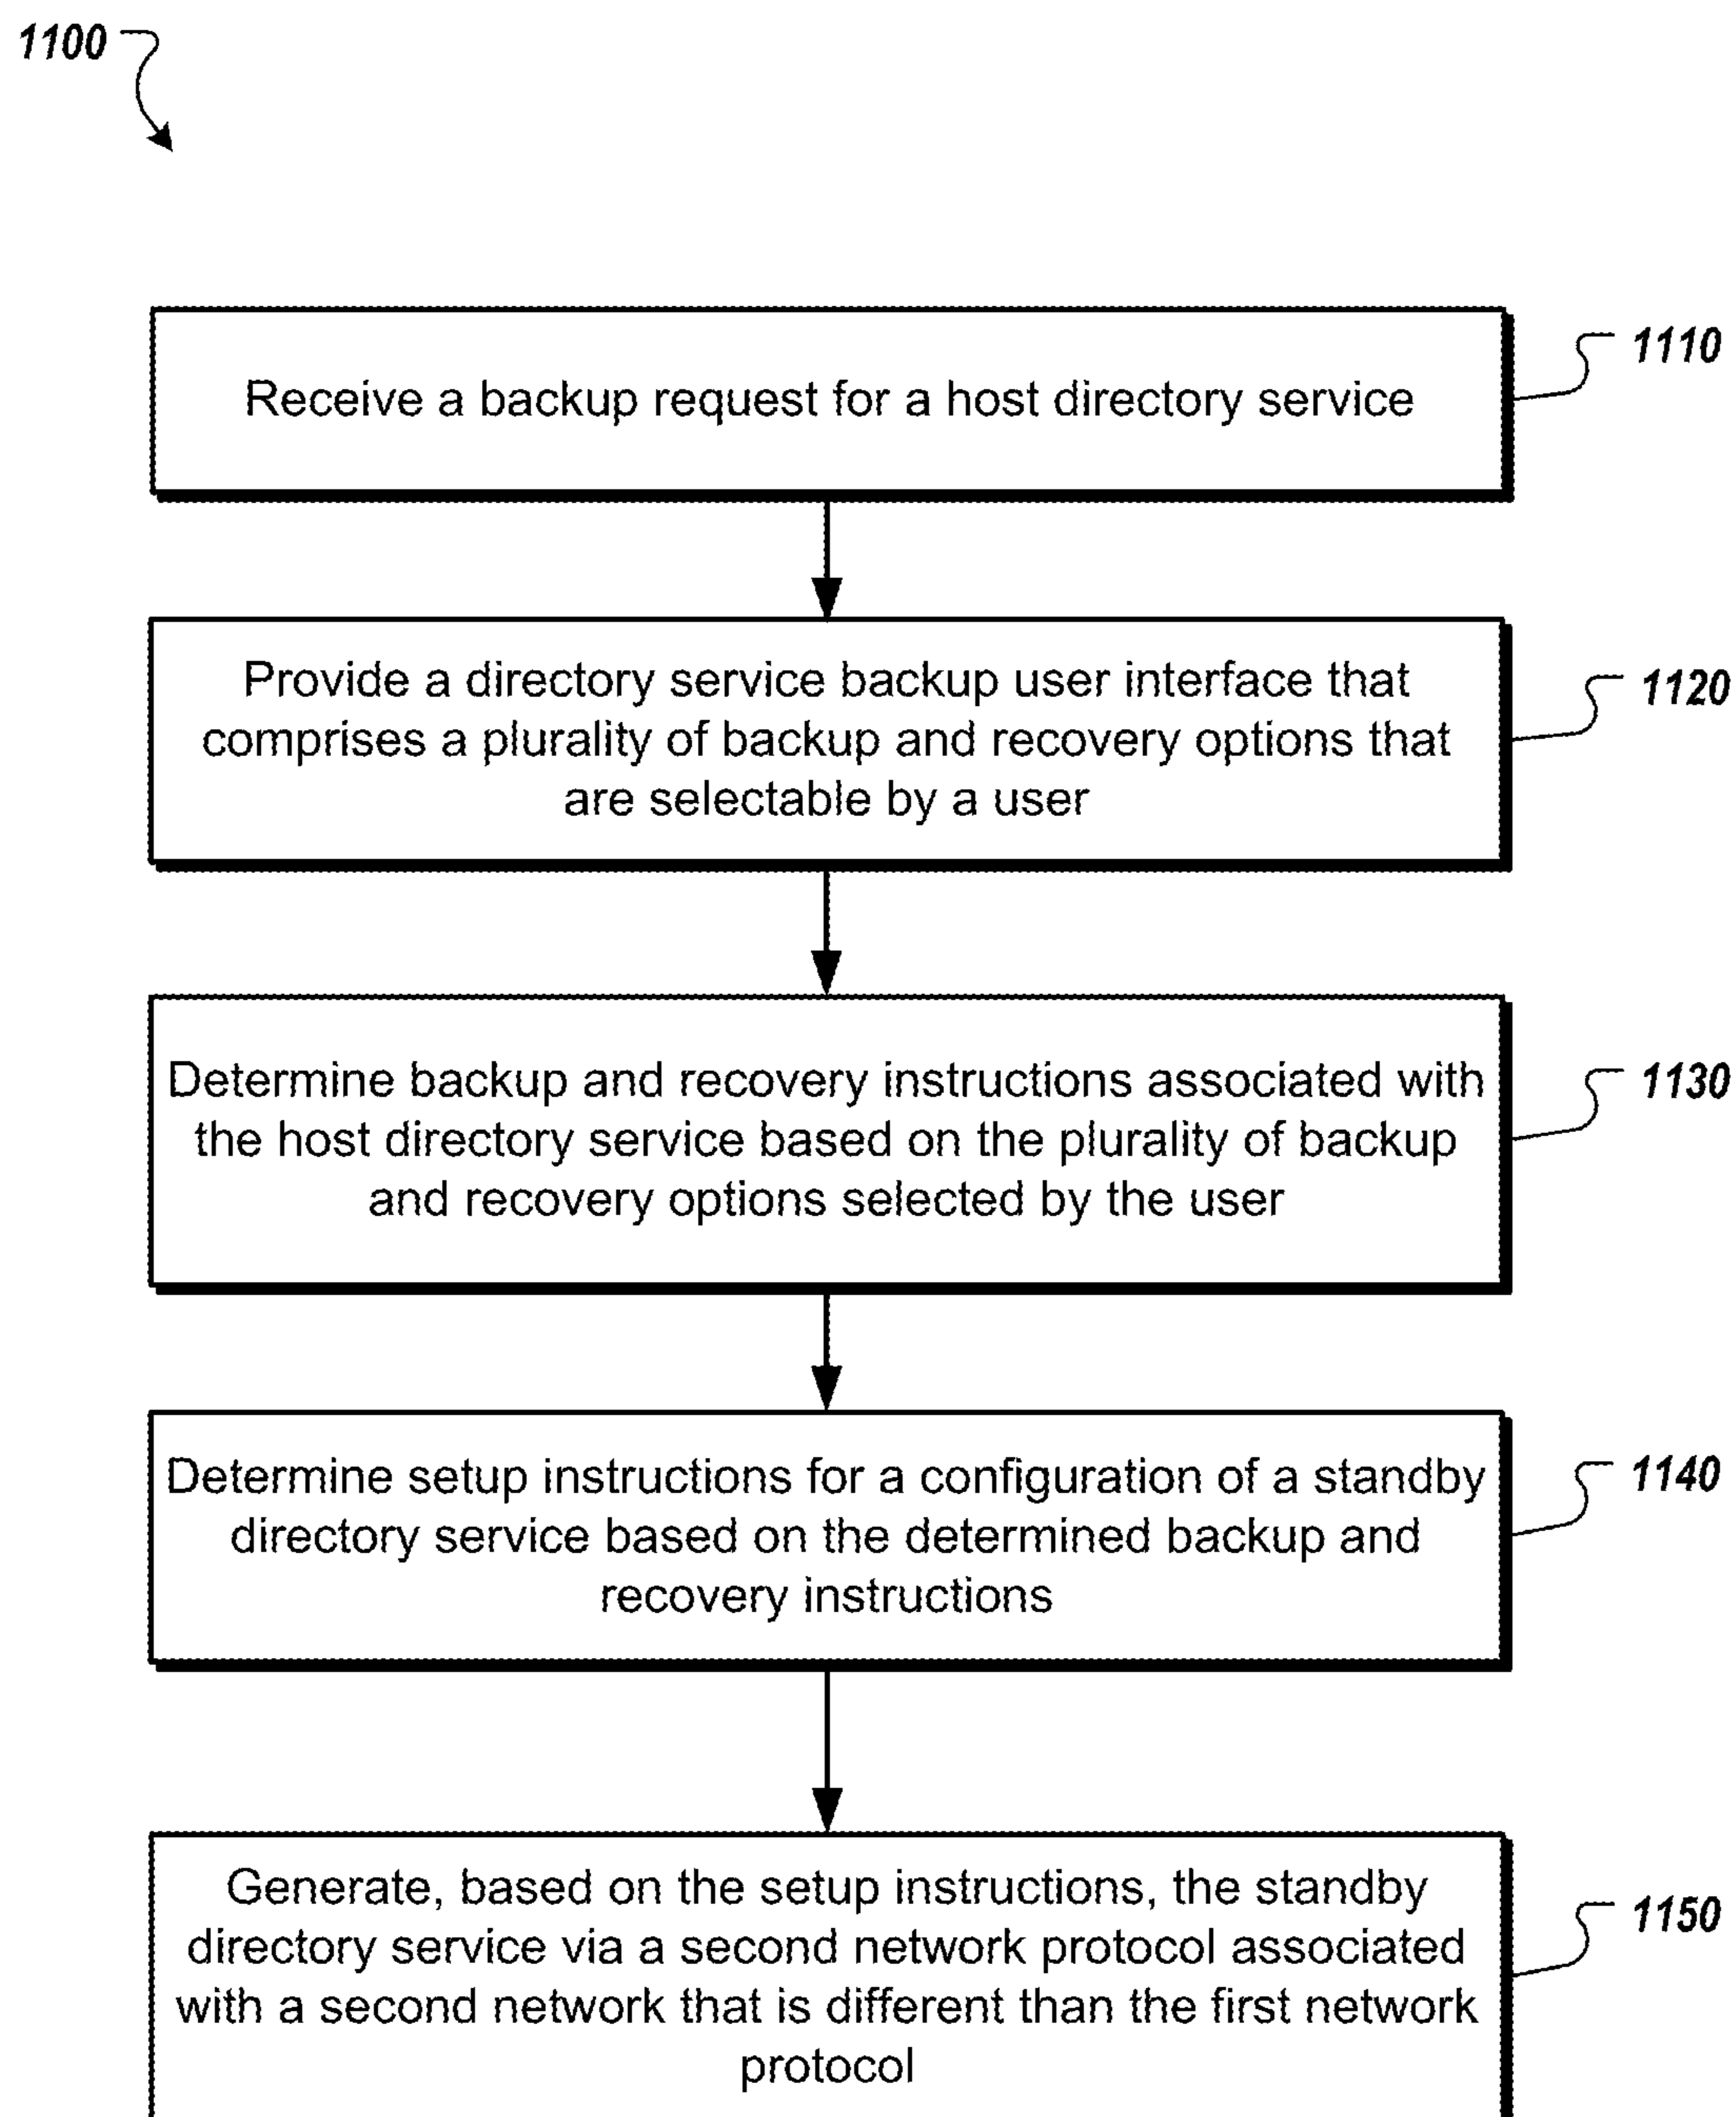 1100
Receive a backup request for a host directory service
1110
Provide a directory service backup user interface that
comprises a plurality of backup and recovery options that
are selectable by a user
1120
Determine backup and recovery instructions associated with
the host directory service based on the plurality of backup
and recovery options selected by the user
1130
Determine setup instructions for a configuration of a standby
directory service based on the determined backup and
recovery instructions
1140
Generate, based on the setup instructions, the standby
directory service via a second network protocol associated
with a second network that is different than the first network
protocol
1150